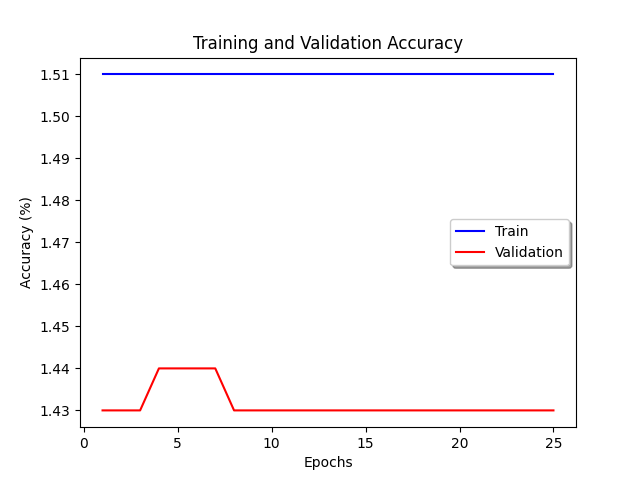 Training and Validation Accuracy
1.51
1.50
1.49
1.48
1.47
1.46
1.45
1.44
1.43
Accuracy (%)
Train
Validation
0 5 10 15 20 25
Epochs